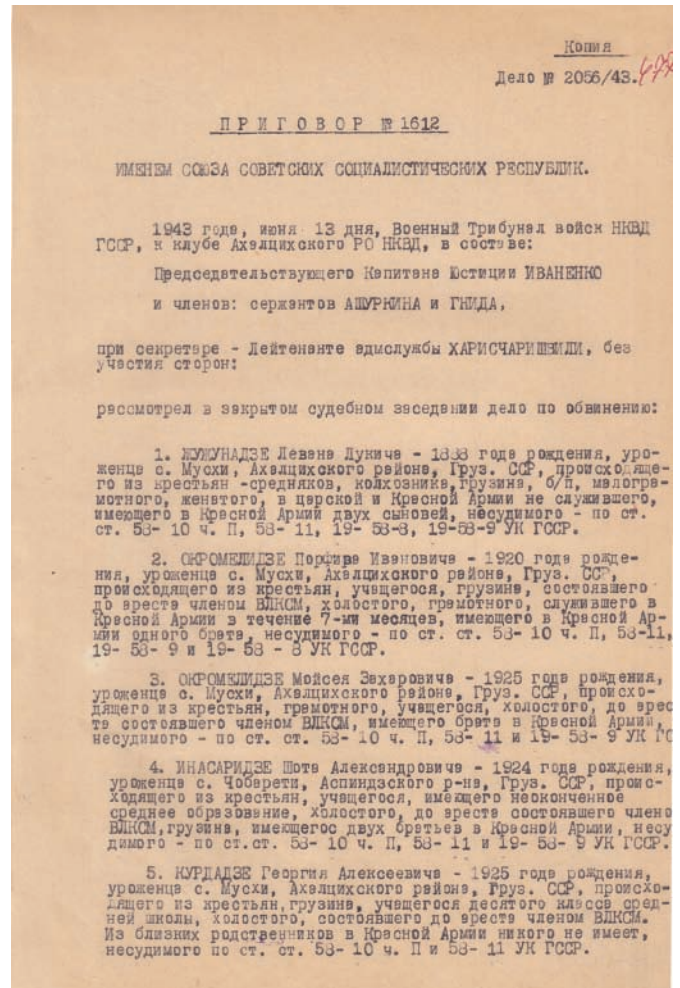 Копия
Дело № 2056/43.
ПРИГОВОР № 1612
ИМЕНЕМ СОЮЗА СОВЕТСКИХ СОЦИАЛИСТИЧЕСКИХ РЕСПУБЛИК.
1943 года, июня 13 дня, Военный Трибунал войск НКВД
ГССР, к клубе Ахалцихского РО НКВД, в составе:
Председательствующего Капитана Юстиции ИВАНЕНКО
и членов: сержантов АШУРКИНА и ГНИДА,
при секретаре - Лейтенанте адмслужбы ХАРИСЧАРИШВИЛИ, без
участия сторон:
рассмотрел в закрытом судебном заседании дело по обвинению:
1. ЖУЖУНАДЗЕ Левана Лукича - 1888 года рождения, уро-
женца с. Мусхи, Ахалцихского района, Груз. ССР, происходяще-
го из крестьян -средняков, колхозника,грузина, б/п, малогра-
мотного, женатого, в царской и Красной Армии не служившего,
имеющего в Красной Армии двух сыновей, несудимого - по ст.
ст. 58- 10 ч. П, 58- 11, 19- 58-8, 19-58-9 УК ГССР.
2. ОКРОМЕЛИДЗЕ Порфира Ивановича - 1920 года рожде-
ния, уроженца с. Мусхи, Ахалцихского района, Груз. ССР,
происходящего из крестьян, учащегося, грузина, состоявшего
до ареста членом ВЛКСМ, холостого, грамотного, служившего в
Красной Армии в течение 7-ми месяцев, имеющего в Красной Ар-
мии одного брата, несудимого - по ст. ст. 58- 10 ч. П, 58-11,
19- 58- 9 и 19- 58 - 8 УК ГССР.
3. ОКРОМЕЛИДЗЕ Мойсея Захаровича - 1925 года рождения,
уроженца с. Мусхи, Ахалцихского района, Груз. ССР, происхо-
дящего из крестьян, грамотного, учащегося, холостого, до арес
та состоявшего членом ВЛКСМ, имеющего брата в Красной Армии,
несудимого - по ст. ст. 58- 10 ч. П, 58- 11 и 19- 58- 9 УК ГС
4. ИНАСАРИДЗЕ Шота Александровича - 1924 года рождения,
уроженца с. Чобарети, Аспиндзского р-на, Груз. ССР, проис-
ходящего из крестьян, учащегося, имеющего неоконченное
среднее образование, холостого, до ареста состоявшего члено
ВЛКСМ,грузина, имеющегос двух братьев в Красной Армии, несу
димого - по ст.ст. 58- 10 ч. П, 58- 11 и 19- 58- 9 УК ГССР.
5. КУРДАДЗЕ Георгия Алексеевича - 1925 года рождения,
уроженца с. Мусхи, Ахалцихского района, Груз. ССР, происхо-
дящего из крестьян,грузина, учащегося десятого класса сред-
ней школы, холостого, состоявшего до ареста членом ВЛКСМ.
Из близких родственников в Красной Армии никого не имеет,
несудимого по ст. ст. 58- 10 ч. П и 58- 11 УК ГССР.